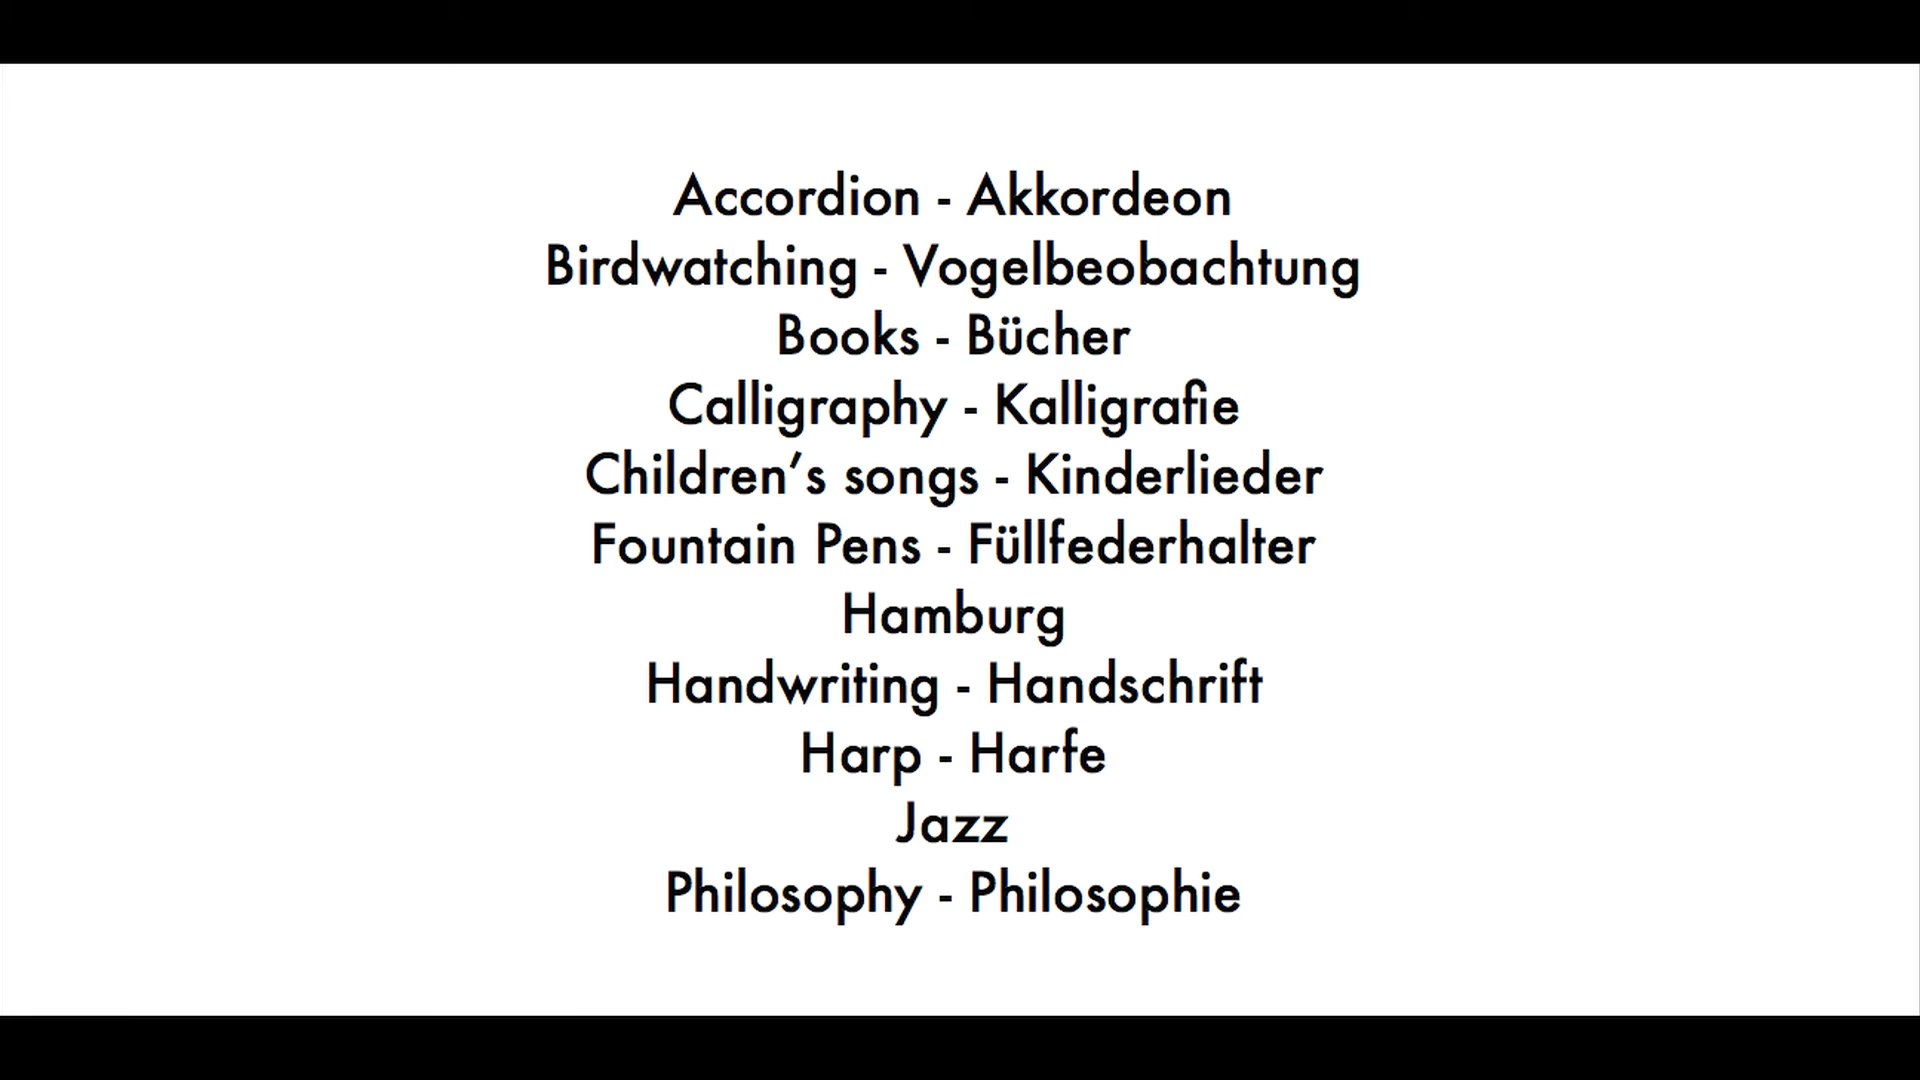 Accordion - Akkordeon
Birdwatching - Vogelbeobachtung
Books - Bücher
Calligraphy - Kalligrafie
Children’s songs - Kinderlieder
Fountain Pens - Füllfederhalter
Hamburg
Handwriting - Handschrift
Harp - Harfe
Jazz
Philosophy - Philosophie